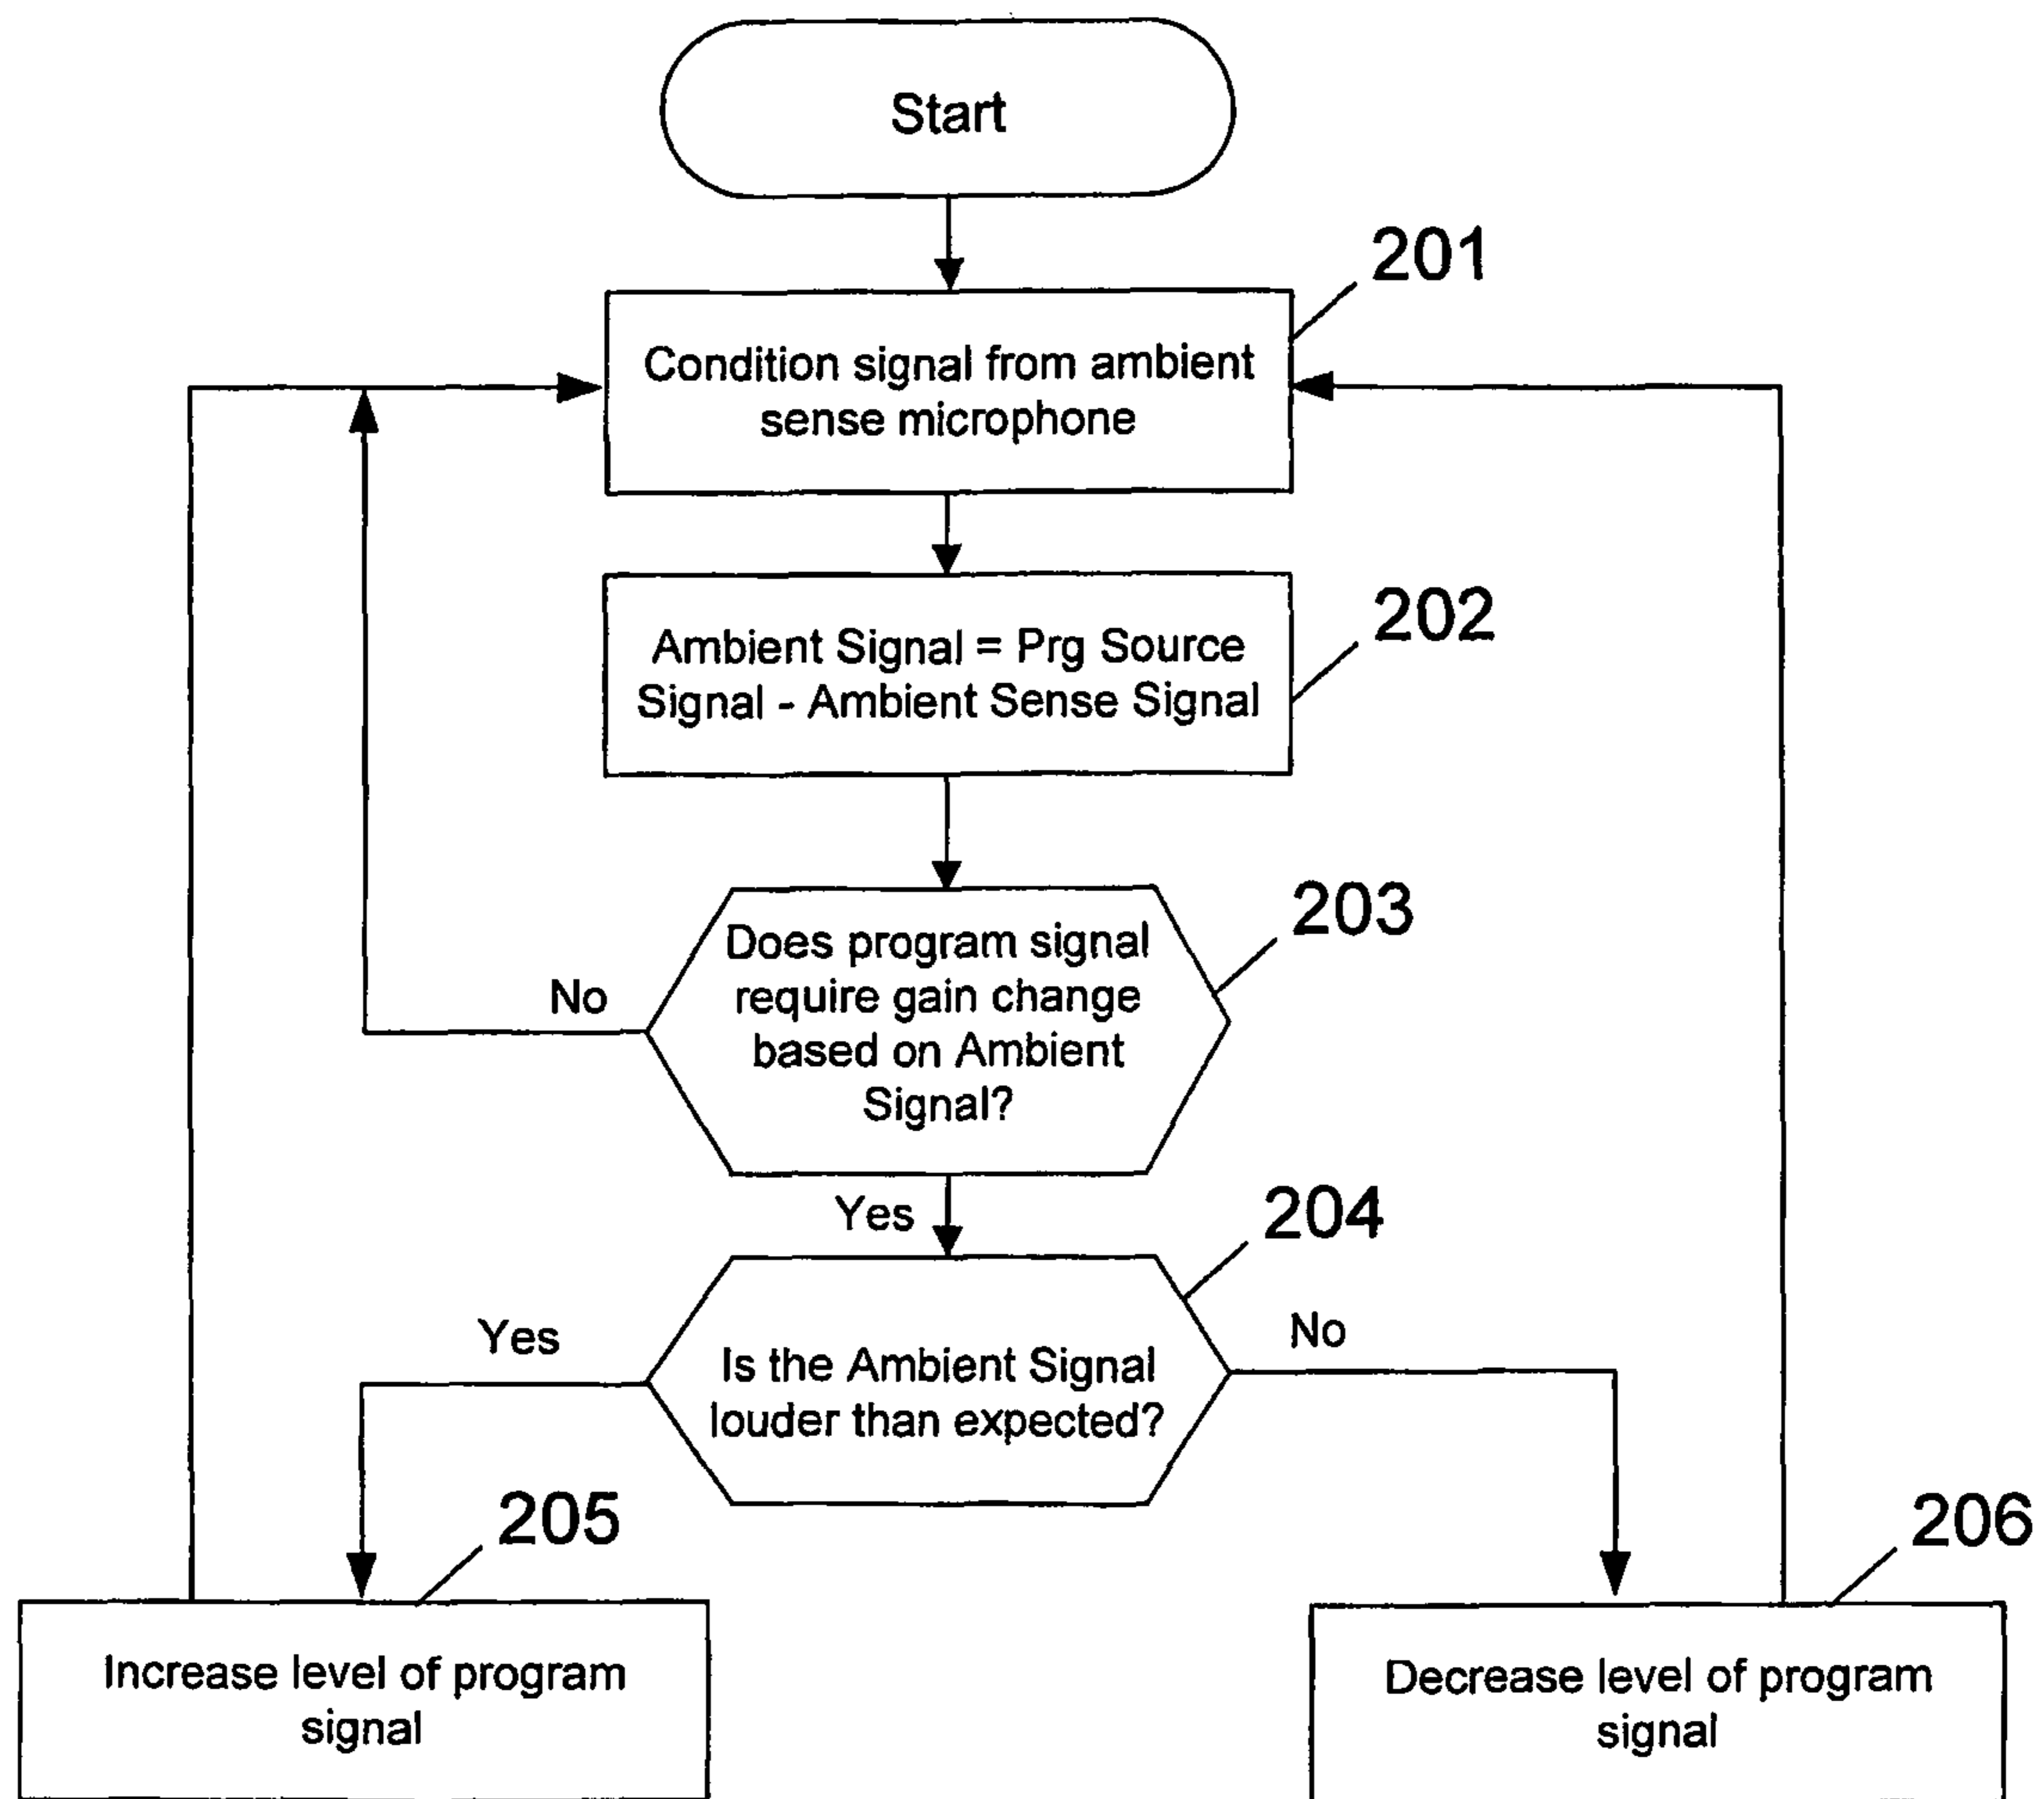 Start
201
Condition signal from ambient
sense microphone
202
Ambient Signal = Prg Source
Signal - Ambient Sense Signal
203
Does program signal
require gain change
based on Ambient
Signal?
No
Yes
204
Is the Ambient Signal
louder than expected?
Yes
No
205
Increase level of program
signal
206
Decrease level of program
signal